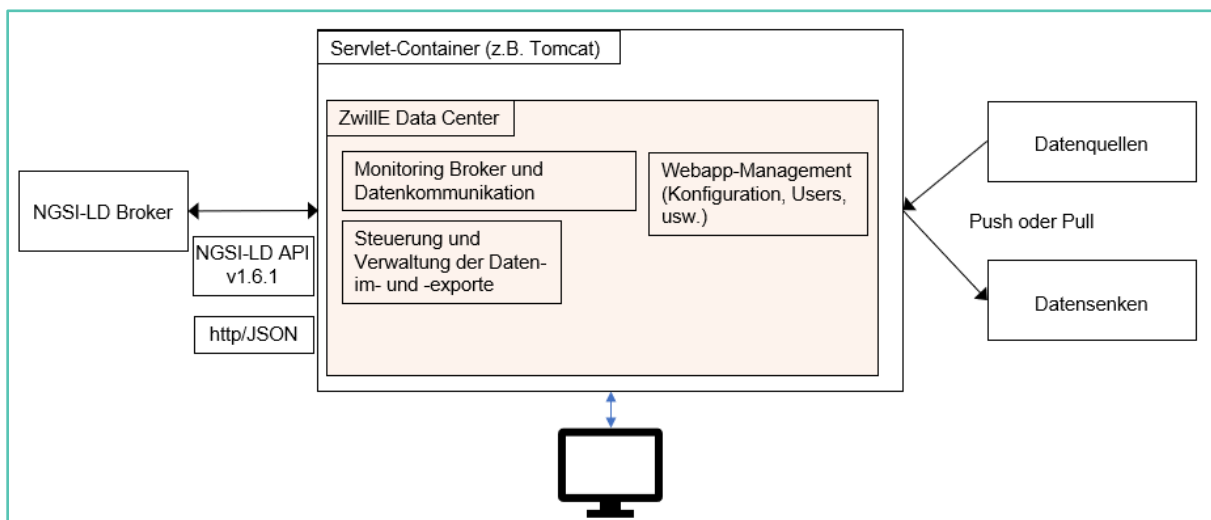 Servlet-Container (z.B. Tomcat)
ZwillE Data Center
Monitoring Broker und
Datenkommunikation
Webapp-Management
(Konfiguration, Users,
usw.)
Steuerung und
Verwaltung der Daten-
im- und -exporte
NGSI-LD Broker
NGSI-LD API
v1.6.1
http/JSON
Datenquellen
Push oder Pull
Datensenken